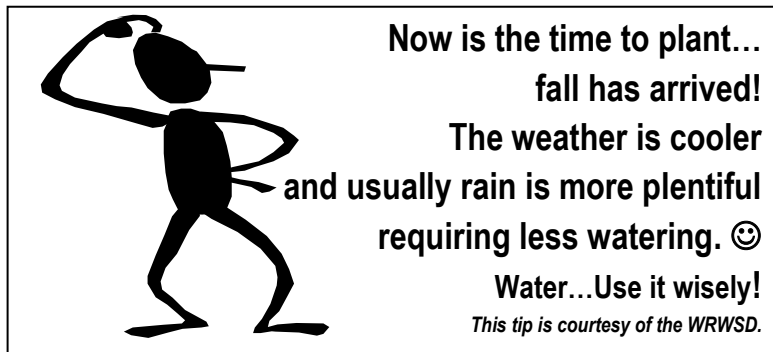 Now is the time to plant…
fall has arrived!
The weather is cooler
and usually rain is more plentiful
requiring less watering. ☺
Water…Use it wisely!
This tip is courtesy of the WRWSD.